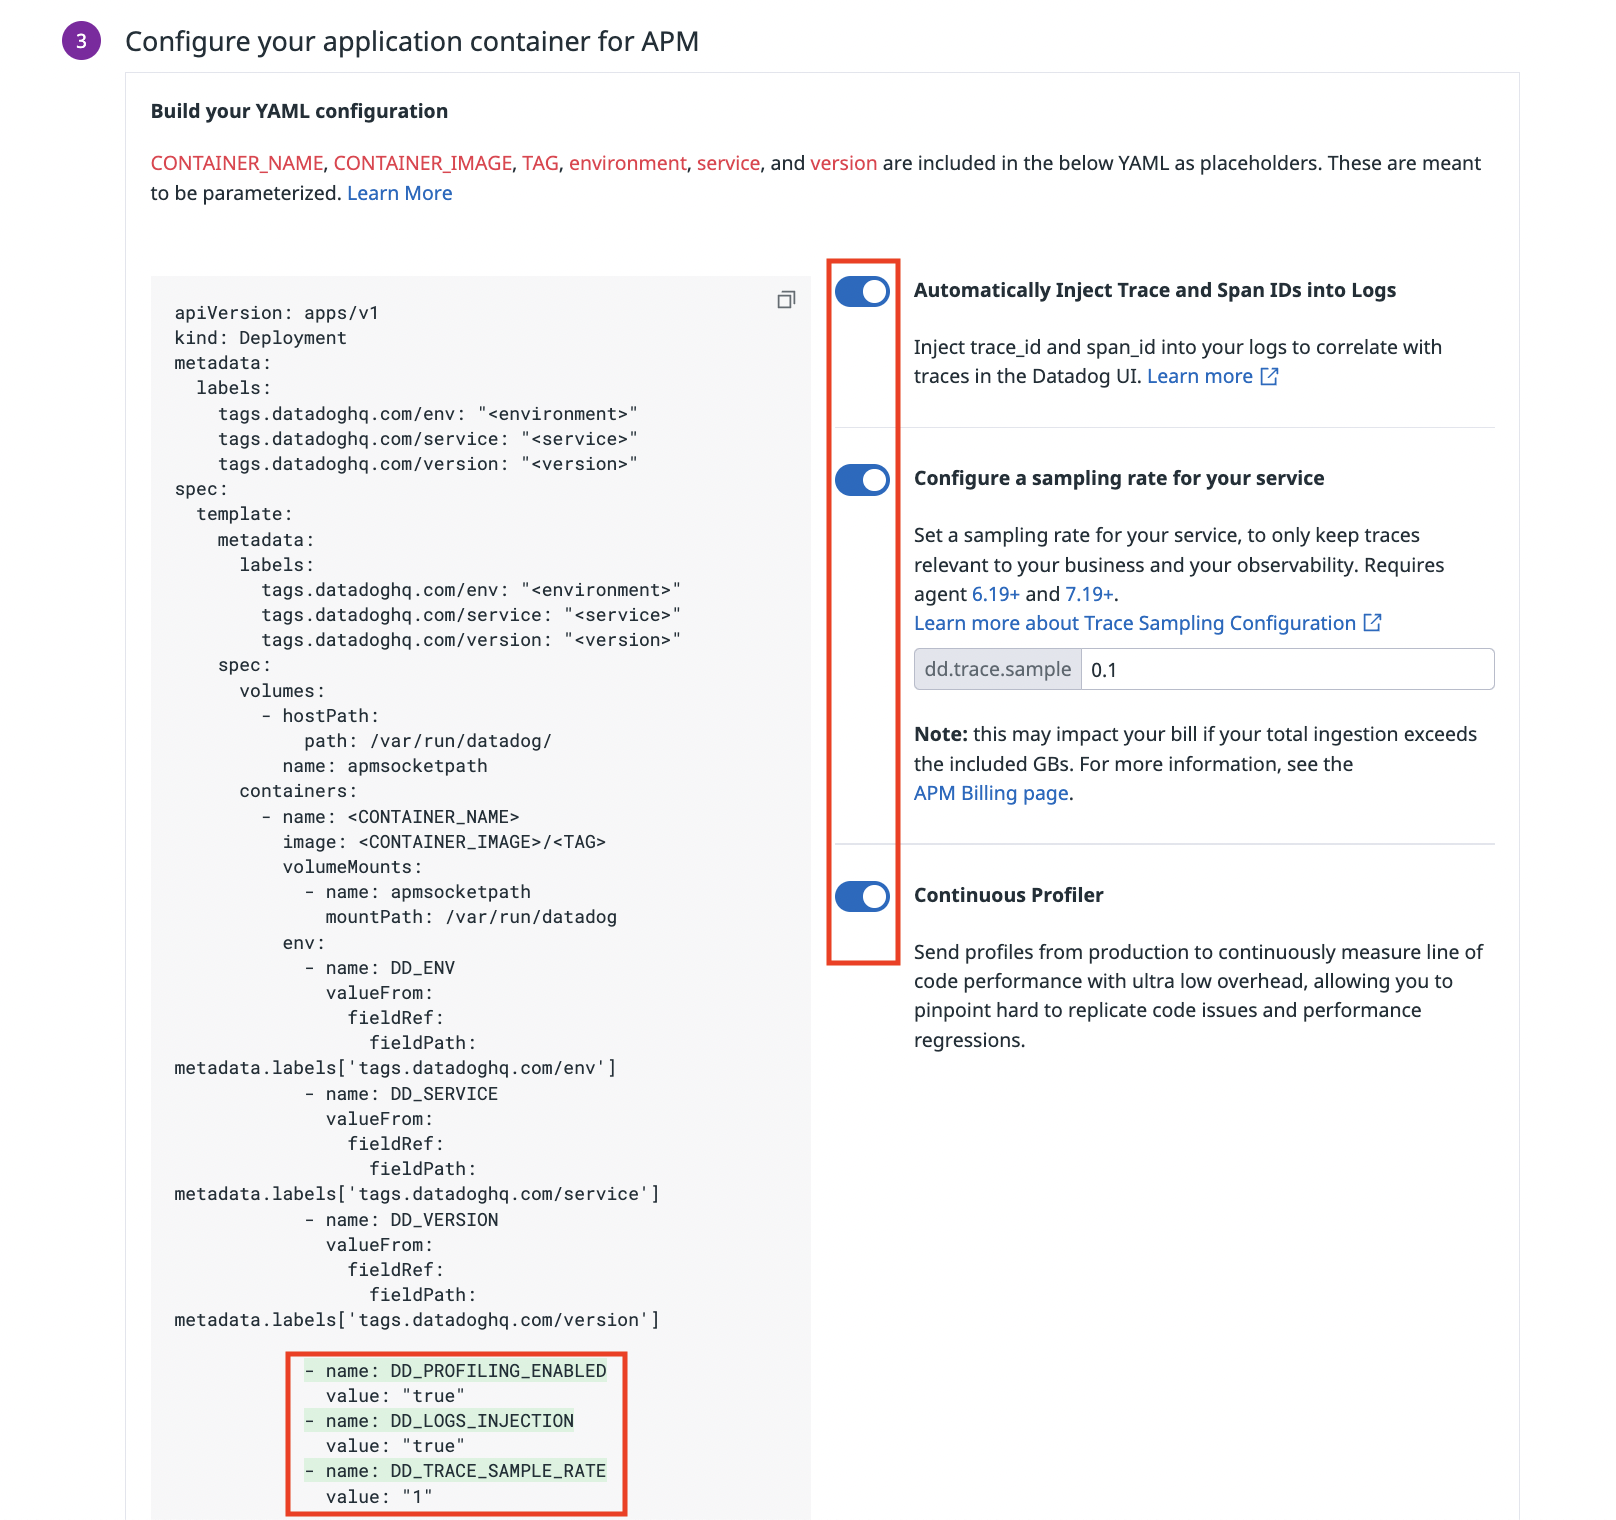 3
Configure your application container for APM
Build your YAML configuration
CONTAINER_NAME, CONTAINER_IMAGE, TAG, environment, service, and version are included in the below YAML as placeholders. These are meant
to be parameterized. Learn More
apiVersion: apps/v1
kind: Deployment
metadata:
  labels:
    tags.datadoghq.com/env: "<environment>"
    tags.datadoghq.com/service: "<service>"
    tags.datadoghq.com/version: "<version>"
spec:
  template:
    metadata:
      labels:
        tags.datadoghq.com/env: "<environment>"
        tags.datadoghq.com/service: "<service>"
        tags.datadoghq.com/version: "<version>"
    spec:
      volumes:
        - hostPath:
            path: /var/run/datadog/
          name: apmsocketpath
      containers:
        - name: <CONTAINER_NAME>
          image: <CONTAINER_IMAGE>/<TAG>
          volumeMounts:
            - name: apmsocketpath
              mountPath: /var/run/datadog
          env:
            - name: DD_ENV
              valueFrom:
                fieldRef:
                  fieldPath:
metadata.labels['tags.datadoghq.com/env']
            - name: DD_SERVICE
              valueFrom:
                fieldRef:
                  fieldPath:
metadata.labels['tags.datadoghq.com/service']
            - name: DD_VERSION
              valueFrom:
                fieldRef:
                  fieldPath:
metadata.labels['tags.datadoghq.com/version']
            - name: DD_PROFILING_ENABLED
              value: "true"
            - name: DD_LOGS_INJECTION
              value: "true"
            - name: DD_TRACE_SAMPLE_RATE
              value: "1"
Automatically Inject Trace and Span IDs into Logs
Inject trace_id and span_id into your logs to correlate with
traces in the Datadog UI. Learn more
Configure a sampling rate for your service
Set a sampling rate for your service, to only keep traces
relevant to your business and your observability. Requires
agent 6.19+ and 7.19+.
Learn more about Trace Sampling Configuration
dd.trace.sample 0.1
Note: this may impact your bill if your total ingestion exceeds
the included GBs. For more information, see the
APM Billing page.
Continuous Profiler
Send profiles from production to continuously measure line of
code performance with ultra low overhead, allowing you to
pinpoint hard to replicate code issues and performance
regressions.